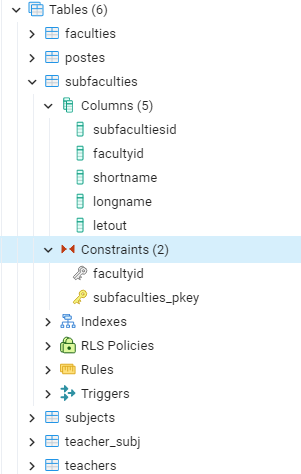 Tables (6)
faculties
postes
subfaculties
Columns (5)
subfacultiesid
facultyid
shortname
longname
letout
Constraints (2)
facultyid
subfaculties_pkey
Indexes
RLS Policies
Rules
Triggers
subjects
teacher_subj
teachers